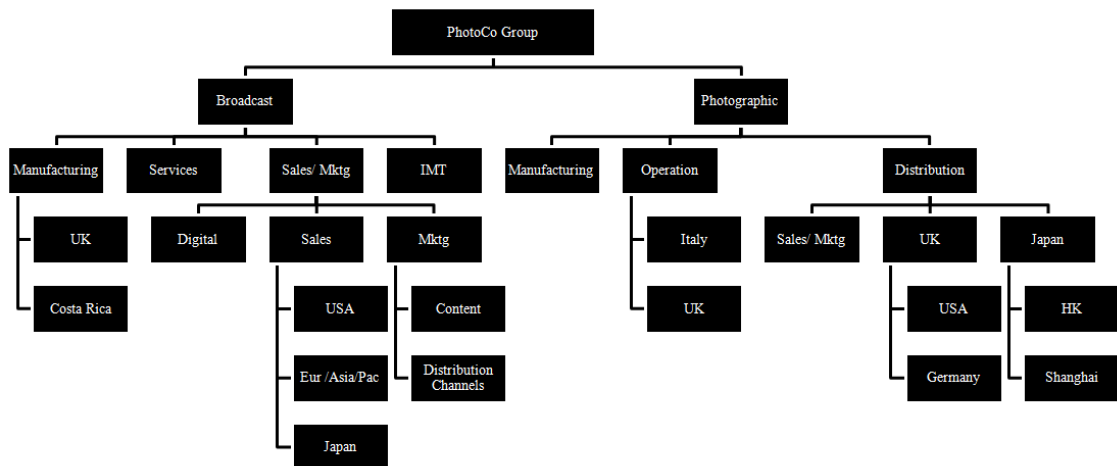 PhotoCo Group
Broadcast
Photographic
Manufacturing
Services
Sales/ Mktg
IMT
Manufacturing
Operation
Distribution
UK
Digital
Sales
Mktg
Italy
Sales/ Mktg
UK
Japan
Costa Rica
USA
Content
UK
USA
HK
Eur /Asia/Pac
Distribution
Channels
Germany
Shanghai
Japan